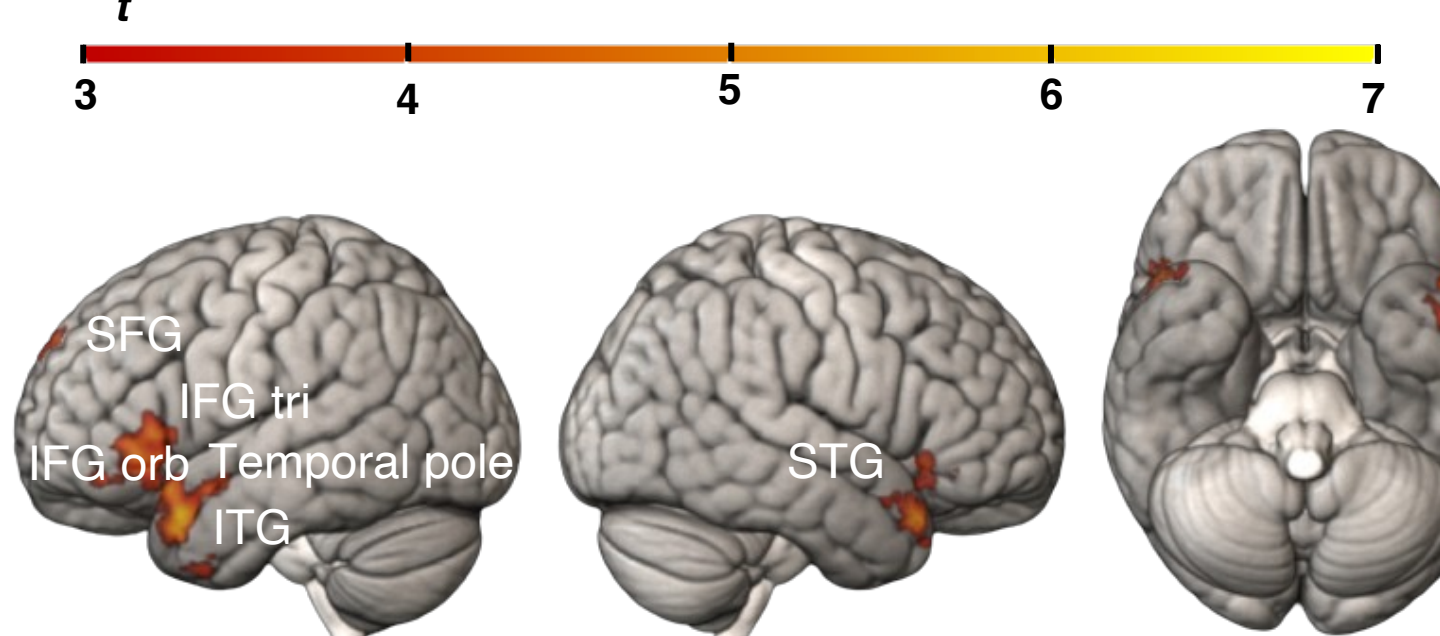 t
3 4 5 6 7
SFG
IFG tri
IFG orb Temporal pole
STG
ITG